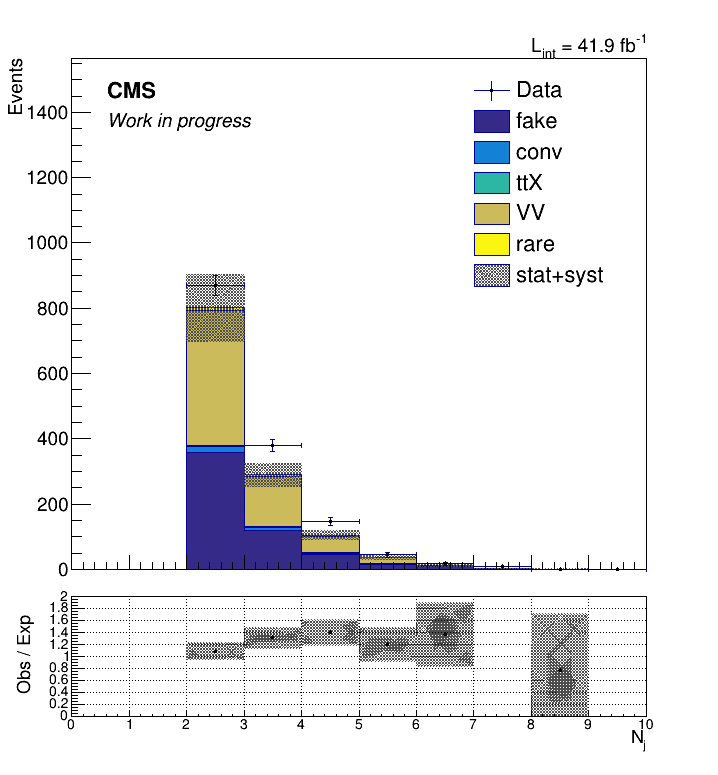 L_int = 41.9 fb^-1
Events
CMS
Work in progress
Data
fake
conv
ttX
VV
rare
stat+syst
1400
1200
1000
800
600
400
200
0
Obs / Exp
2
1.8
1.6
1.4
1.2
1
0.8
0.6
0.4
0.2
0
0 1 2 3 4 5 6 7 8 9 10
N_j